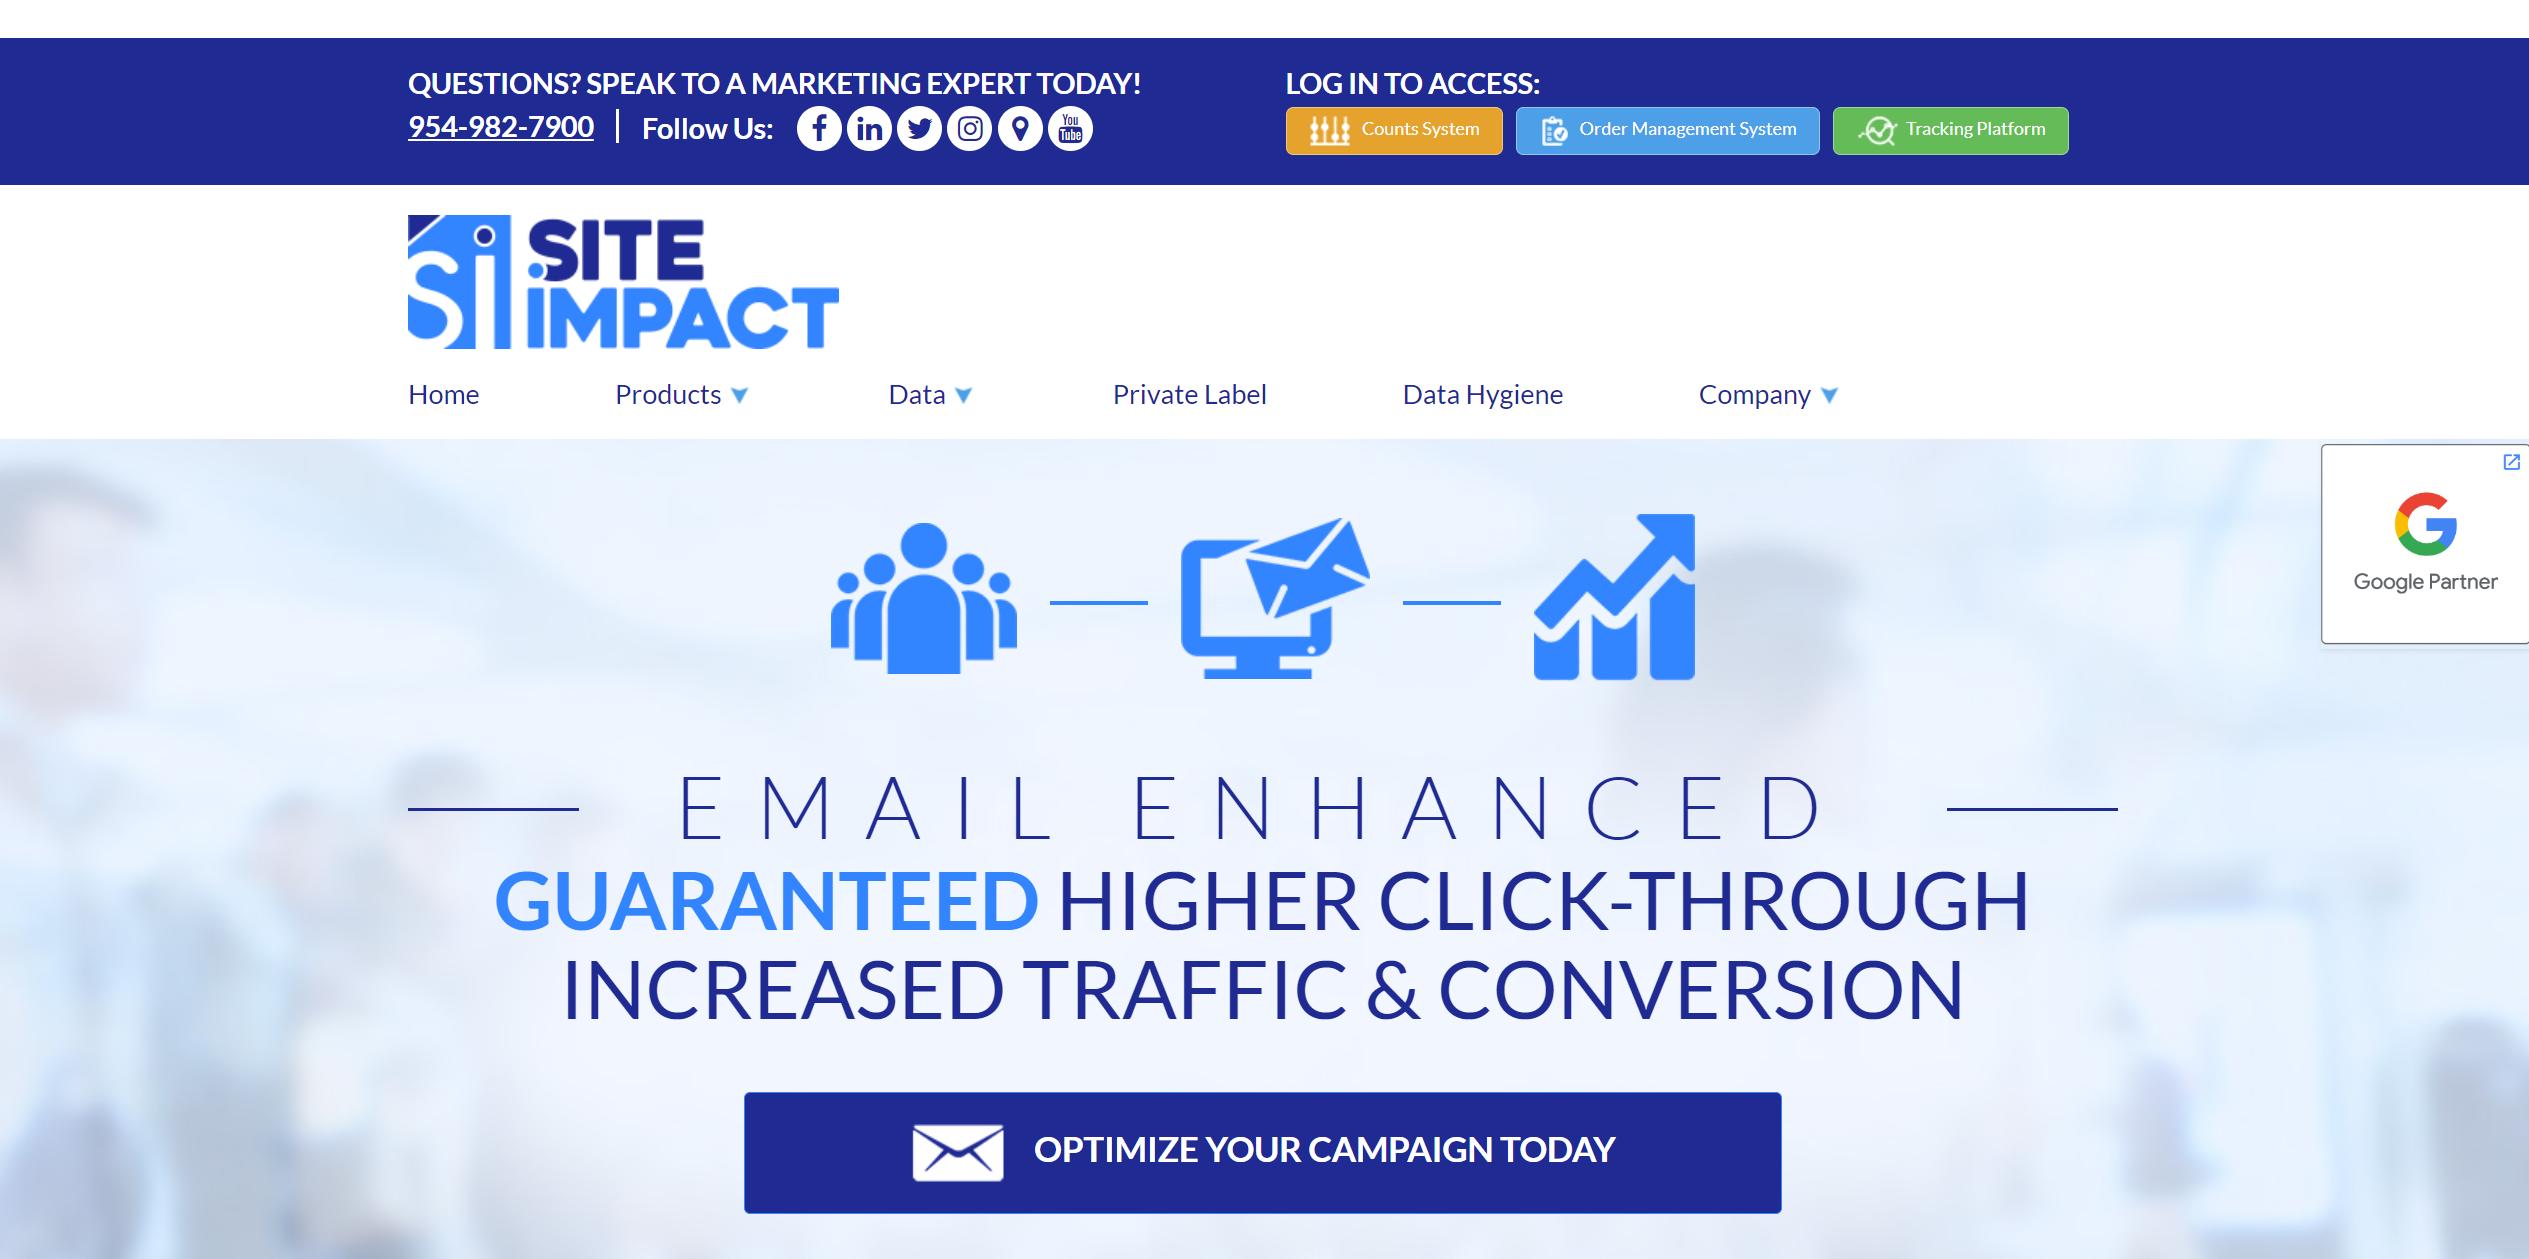 QUESTIONS? SPEAK TO A MARKETING EXPERT TODAY!
954-982-7900
Follow Us:
You Tube
LOG IN TO ACCESS:
Counts System
Order Management System
Tracking Platform
si
SITE
iMPACT
Home
Products
Data
Private Label
Data Hygiene
Company
Google Partner
EMAIL ENHANCED
GUARANTEED HIGHER CLICK-THROUGH
INCREASED TRAFFIC & CONVERSION
OPTIMIZE YOUR CAMPAIGN TODAY